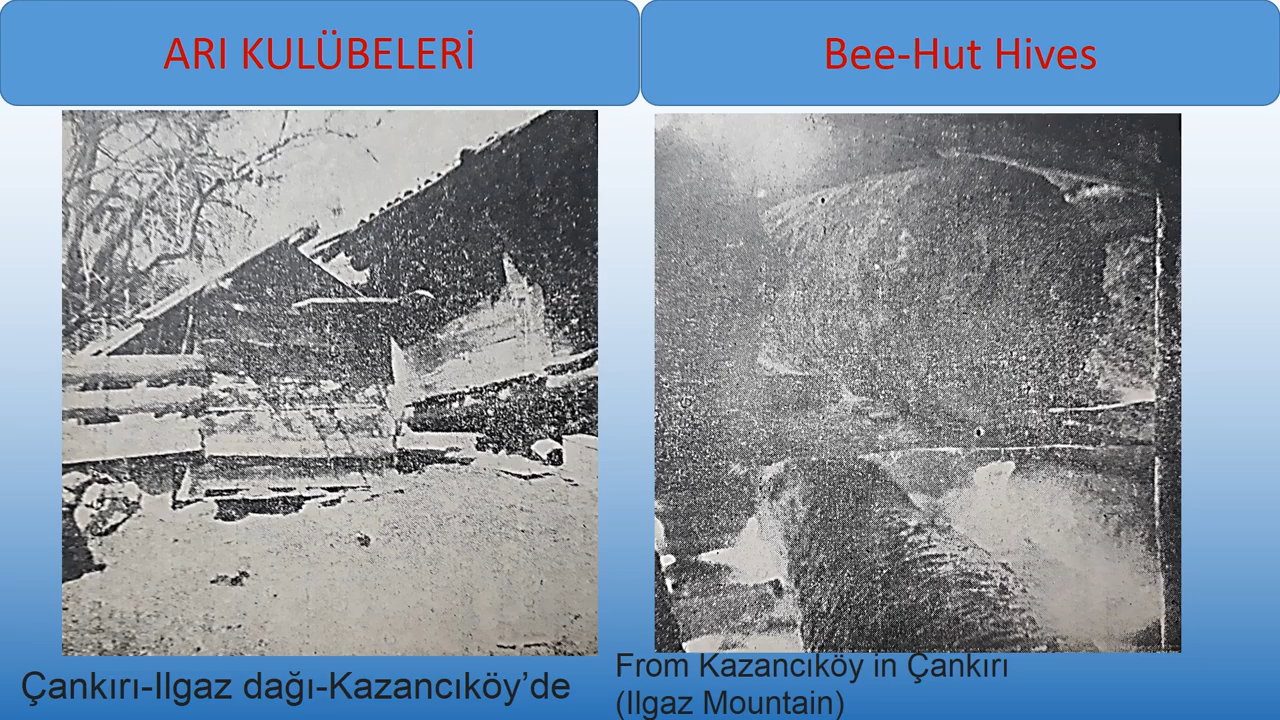 ARI KULÜBELERİ
Bee-Hut Hives
Çankırı-Ilgaz dağı-Kazancıköy’de
From Kazancıköy in Çankırı
(Ilgaz Mountain)